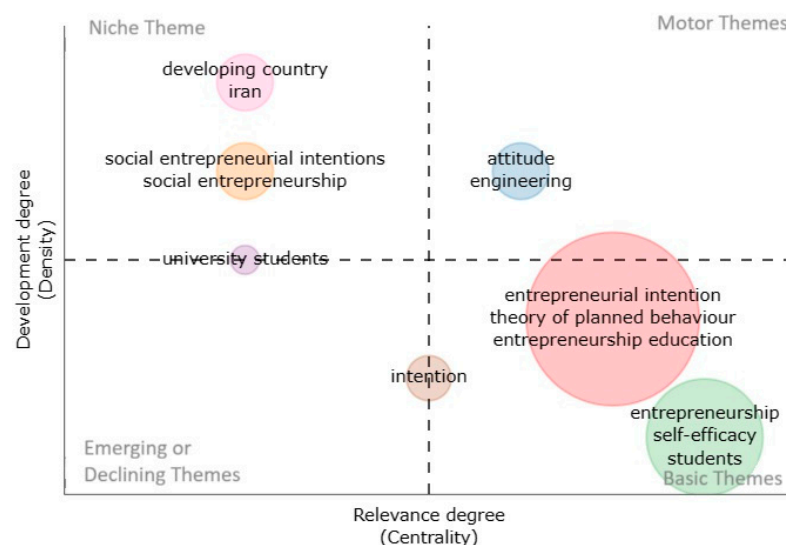 Niche Theme
Motor Themes
developing country
iran
social entrepreneurial intentions
social entrepreneurship
attitude
engineering
university students
entrepreneurial intention
theory of planned behaviour
entrepreneurship education
intention
entrepreneurship
self-efficacy
students
Emerging or
Declining Themes
Basic Themes
Development degree
(Density)
Relevance degree
(Centrality)